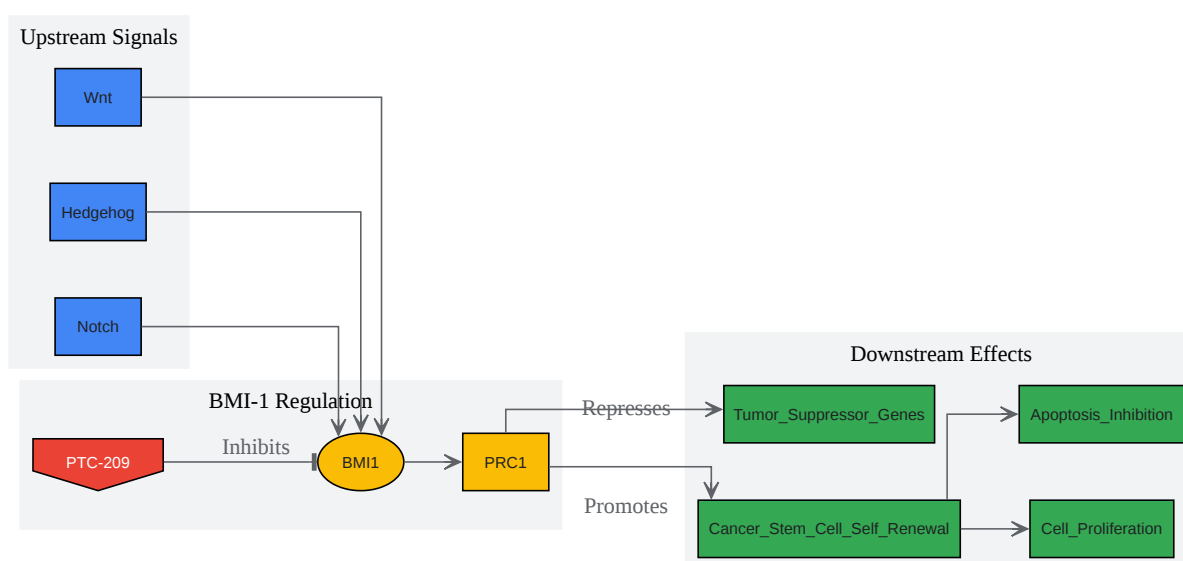 Upstream Signals
Wnt
Hedgehog
Notch
BMI-1 Regulation
PTC-209
Inhibits
BMI1
PRC1
Represses
Promotes
Downstream Effects
Tumor_Suppressor_Genes
Apoptosis_Inhibition
Cancer_Stem_Cell_Self_Renewal
Cell_Proliferation